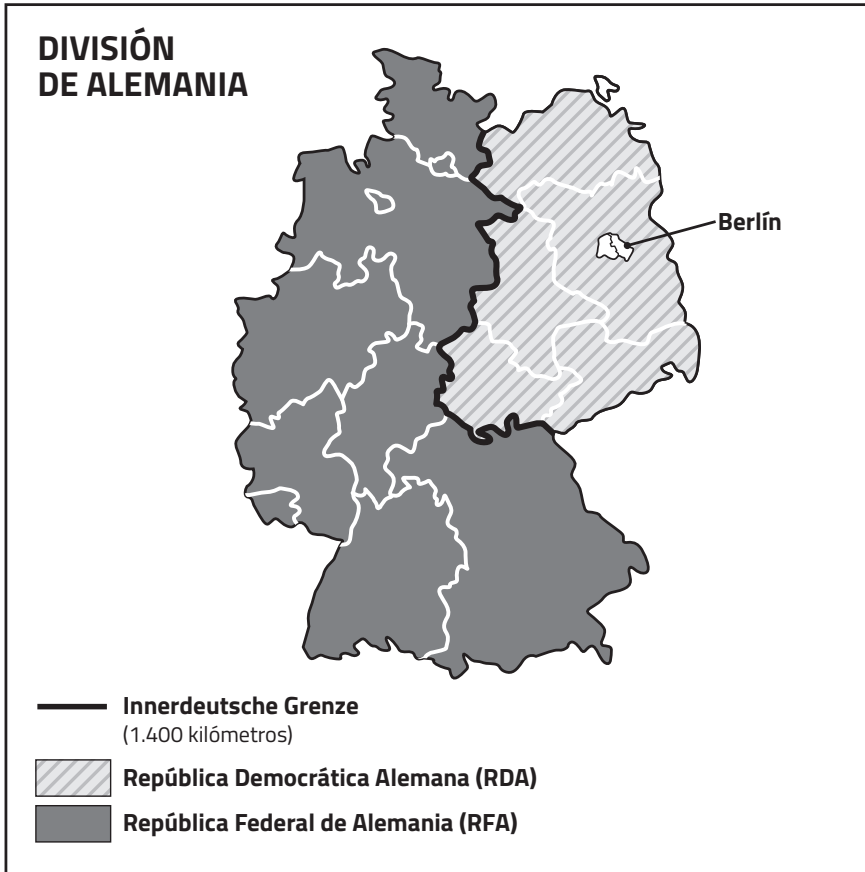 DIVISIÓN
DE ALEMANIA
Berlín
Innerdeutsche Grenze
(1.400 kilómetros)
República Democrática Alemana (RDA)
República Federal de Alemania (RFA)